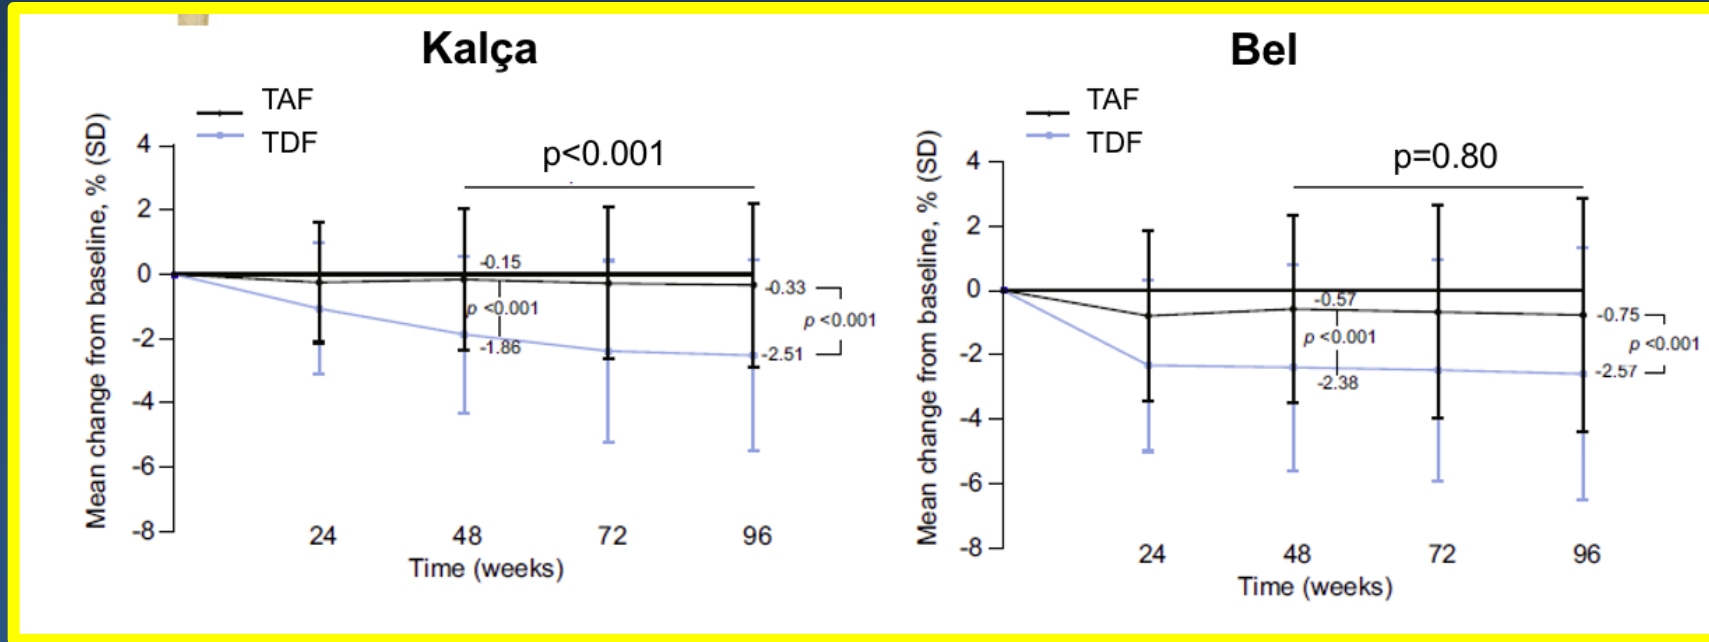 Kalça
TAF
TDF
p<0.001
Mean change from baseline, % (SD)
4
2
0
-2
-4
-6
-8
-0.15
p <0.001
-1.86
-0.33
p <0.001
-2.51
24 48 72 96
Time (weeks)
Bel
TAF
TDF
p=0.80
Mean change from baseline, % (SD)
4
2
0
-2
-4
-6
-8
-0.57
p <0.001
-2.38
-0.75
p <0.001
-2.57
24 48 72 96
Time (weeks)